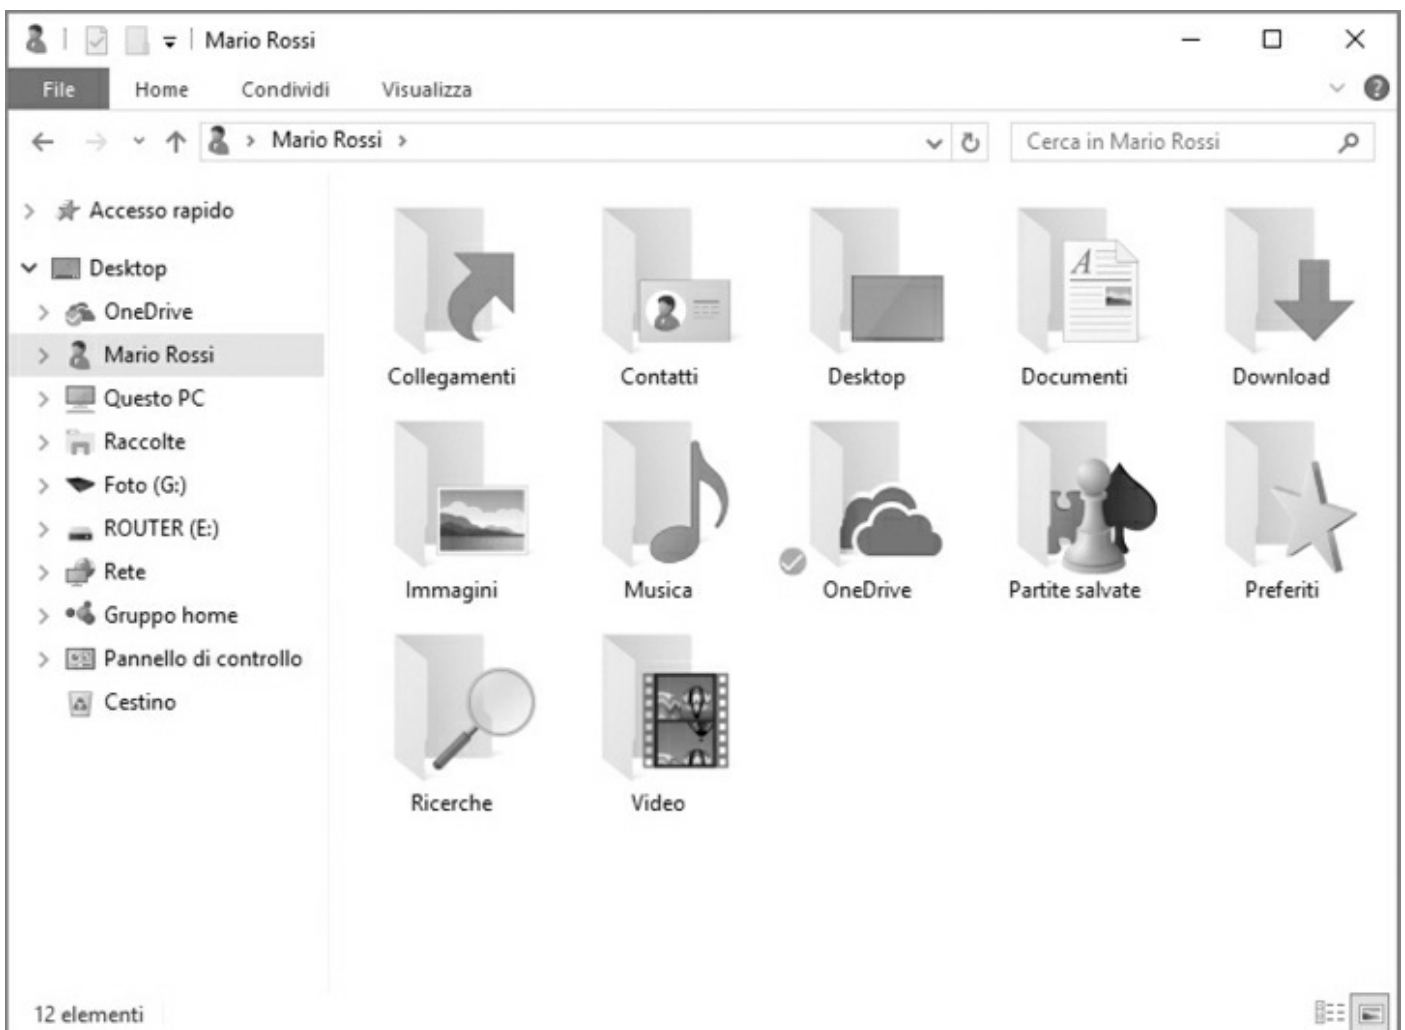 Mario Rossi
File Home Condividi Visualizza
Mario Rossi
Cerca in Mario Rossi
Accesso rapido
Desktop
OneDrive
Mario Rossi
Questo PC
Raccolte
Foto (G:)
ROUTER (E:)
Rete
Gruppo home
Pannello di controllo
Cestino
Collegamenti Contatti Desktop Documenti Download
Immagini Musica OneDrive Partite salvate Preferiti
Ricerche Video
12 elementi